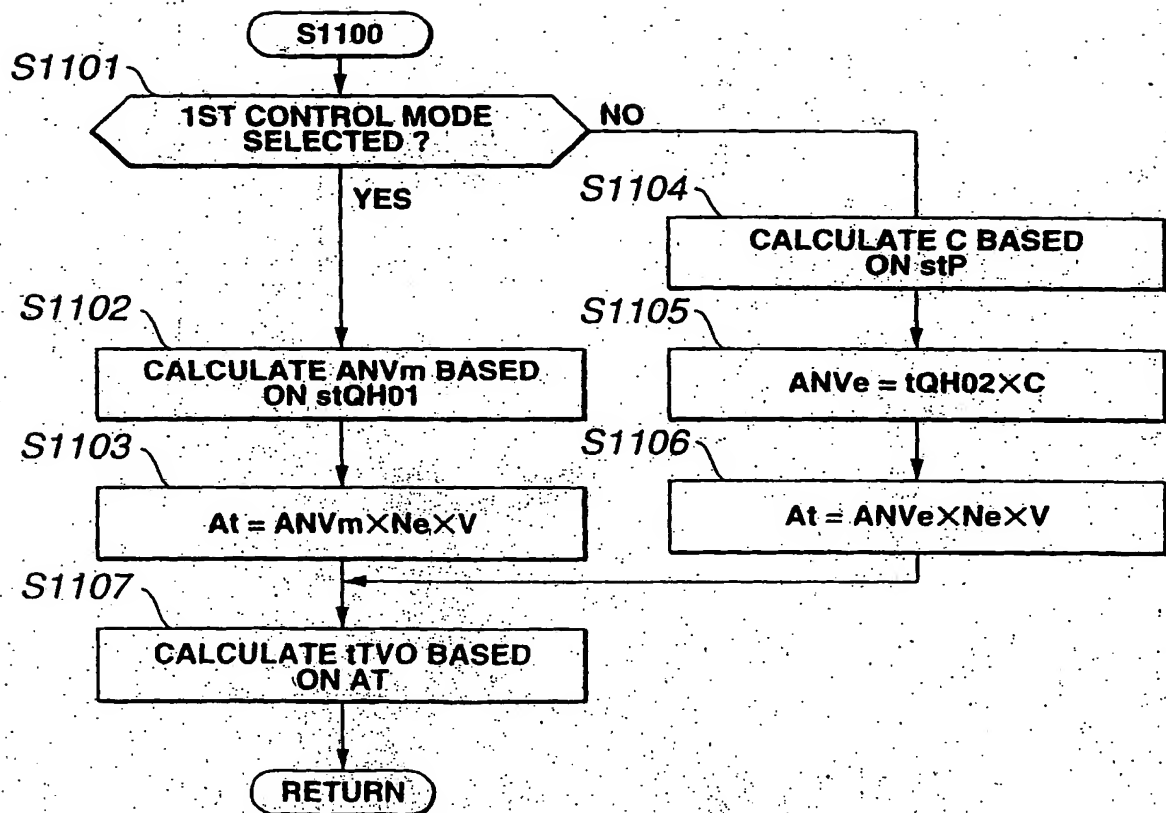 S1100
S1101
1ST CONTROL MODE
SELECTED ?
NO
YES
S1104
CALCULATE C BASED
ON stP
S1102
CALCULATE ANVm BASED
ON stQH01
S1105
ANVe = tQH02×C
S1103
At = ANVm×Ne×V
S1106
At = ANVe×Ne×V
S1107
CALCULATE tTVO BASED
ON AT
RETURN